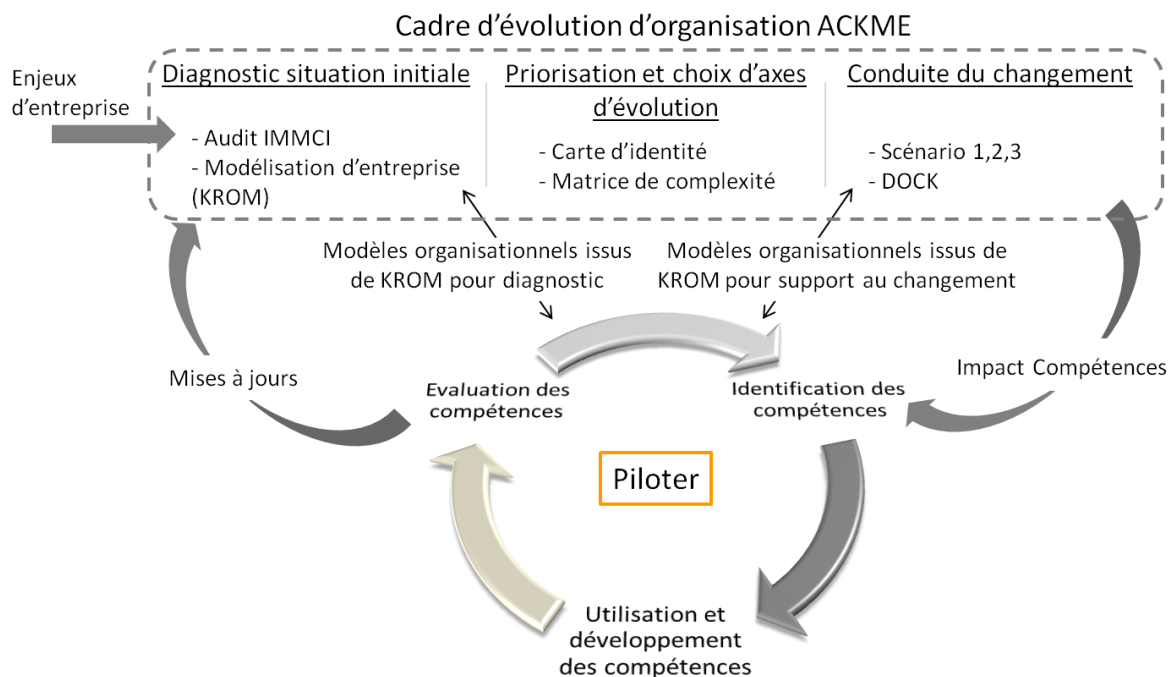 Cadre d'évolution d'organisation ACKME
Enjeux
d'entreprise
Diagnostic situation initiale
- Audit IMMCI
- Modélisation d'entreprise
(KROM)
Priorisation et choix d'axes
d'évolution
- Carte d'identité
- Matrice de complexité
Conduite du changement
- Scénario 1,2,3
- DOCK
Modèles organisationnels issus
de KROM pour diagnostic
Modèles organisationnels issus de
KROM pour support au changement
Mises à jours
Evaluation des
compétences
Identification des
compétences
Impact Compétences
Piloter
Utilisation et
développement
des compétences